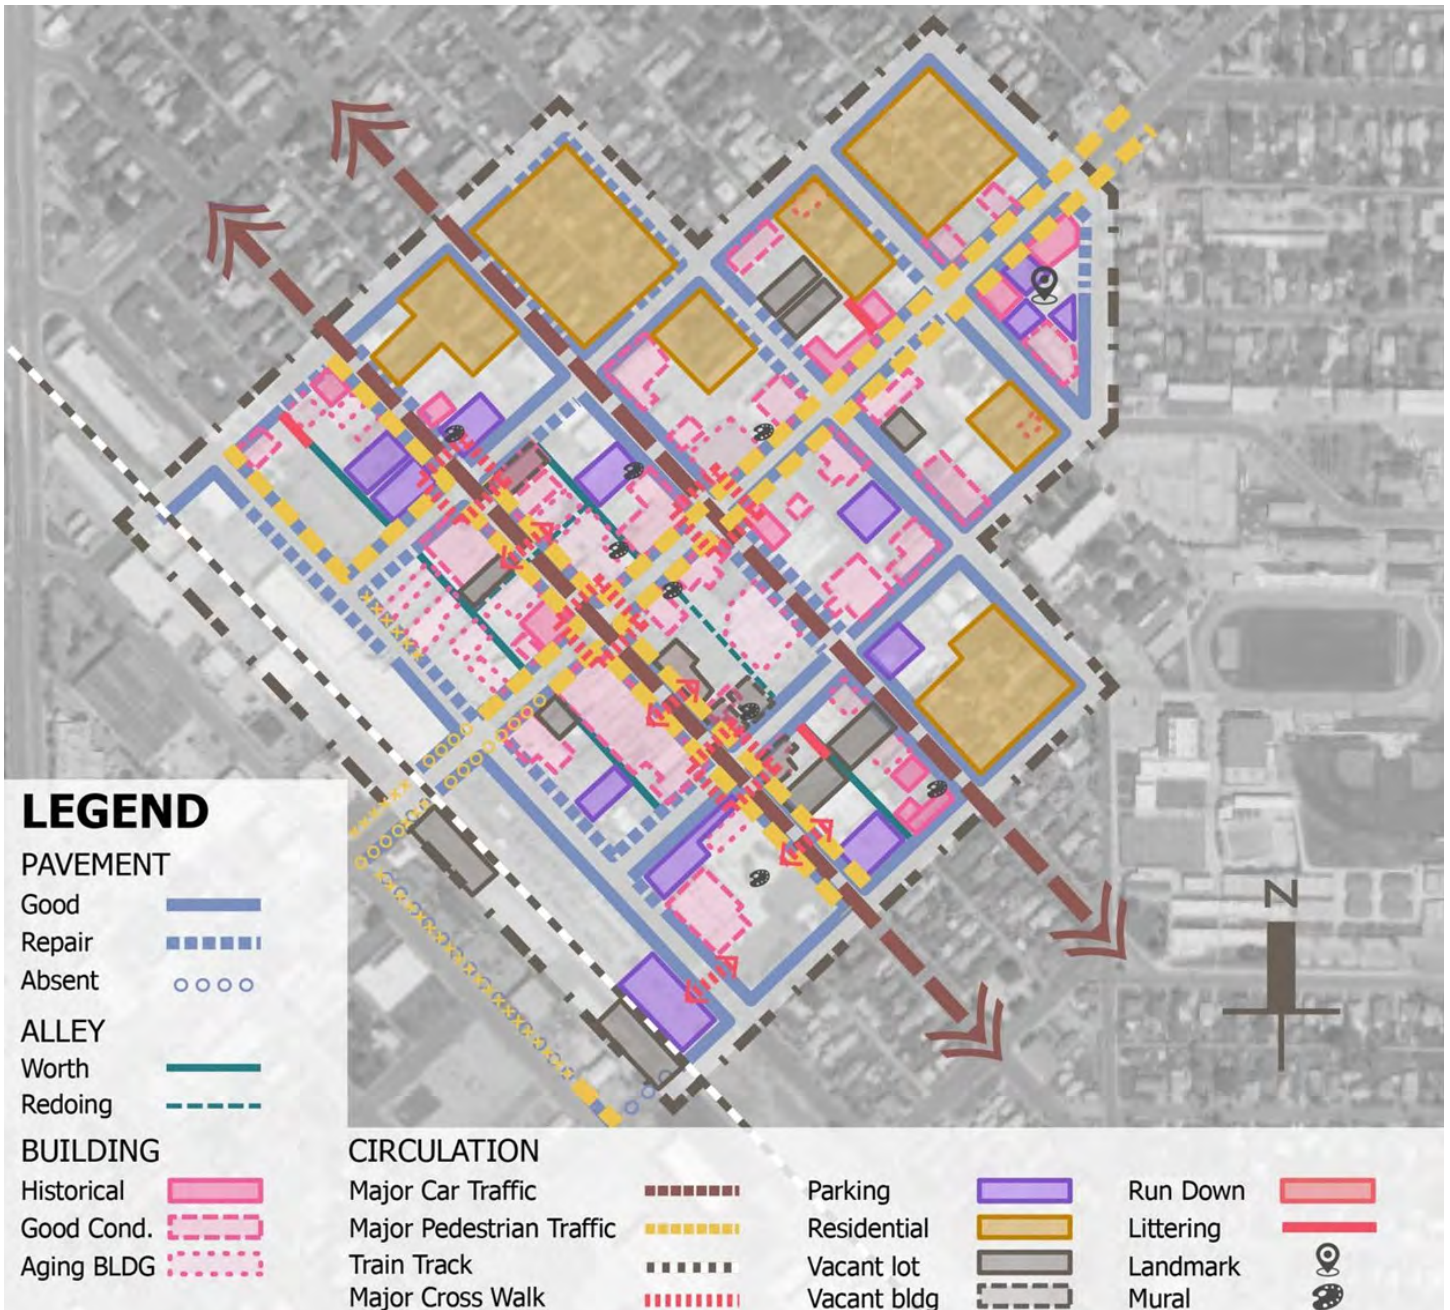 N
LEGEND
PAVEMENT
Good
Repair
Absent
ALLEY
Worth
Redoing
BUILDING
Historical
Good Cond.
Aging BLDG
CIRCULATION
Major Car Traffic
Major Pedestrian Traffic
Train Track
Major Cross Walk
Parking
Residential
Vacant lot
Vacant bldg
Run Down
Littering
Landmark
Mural